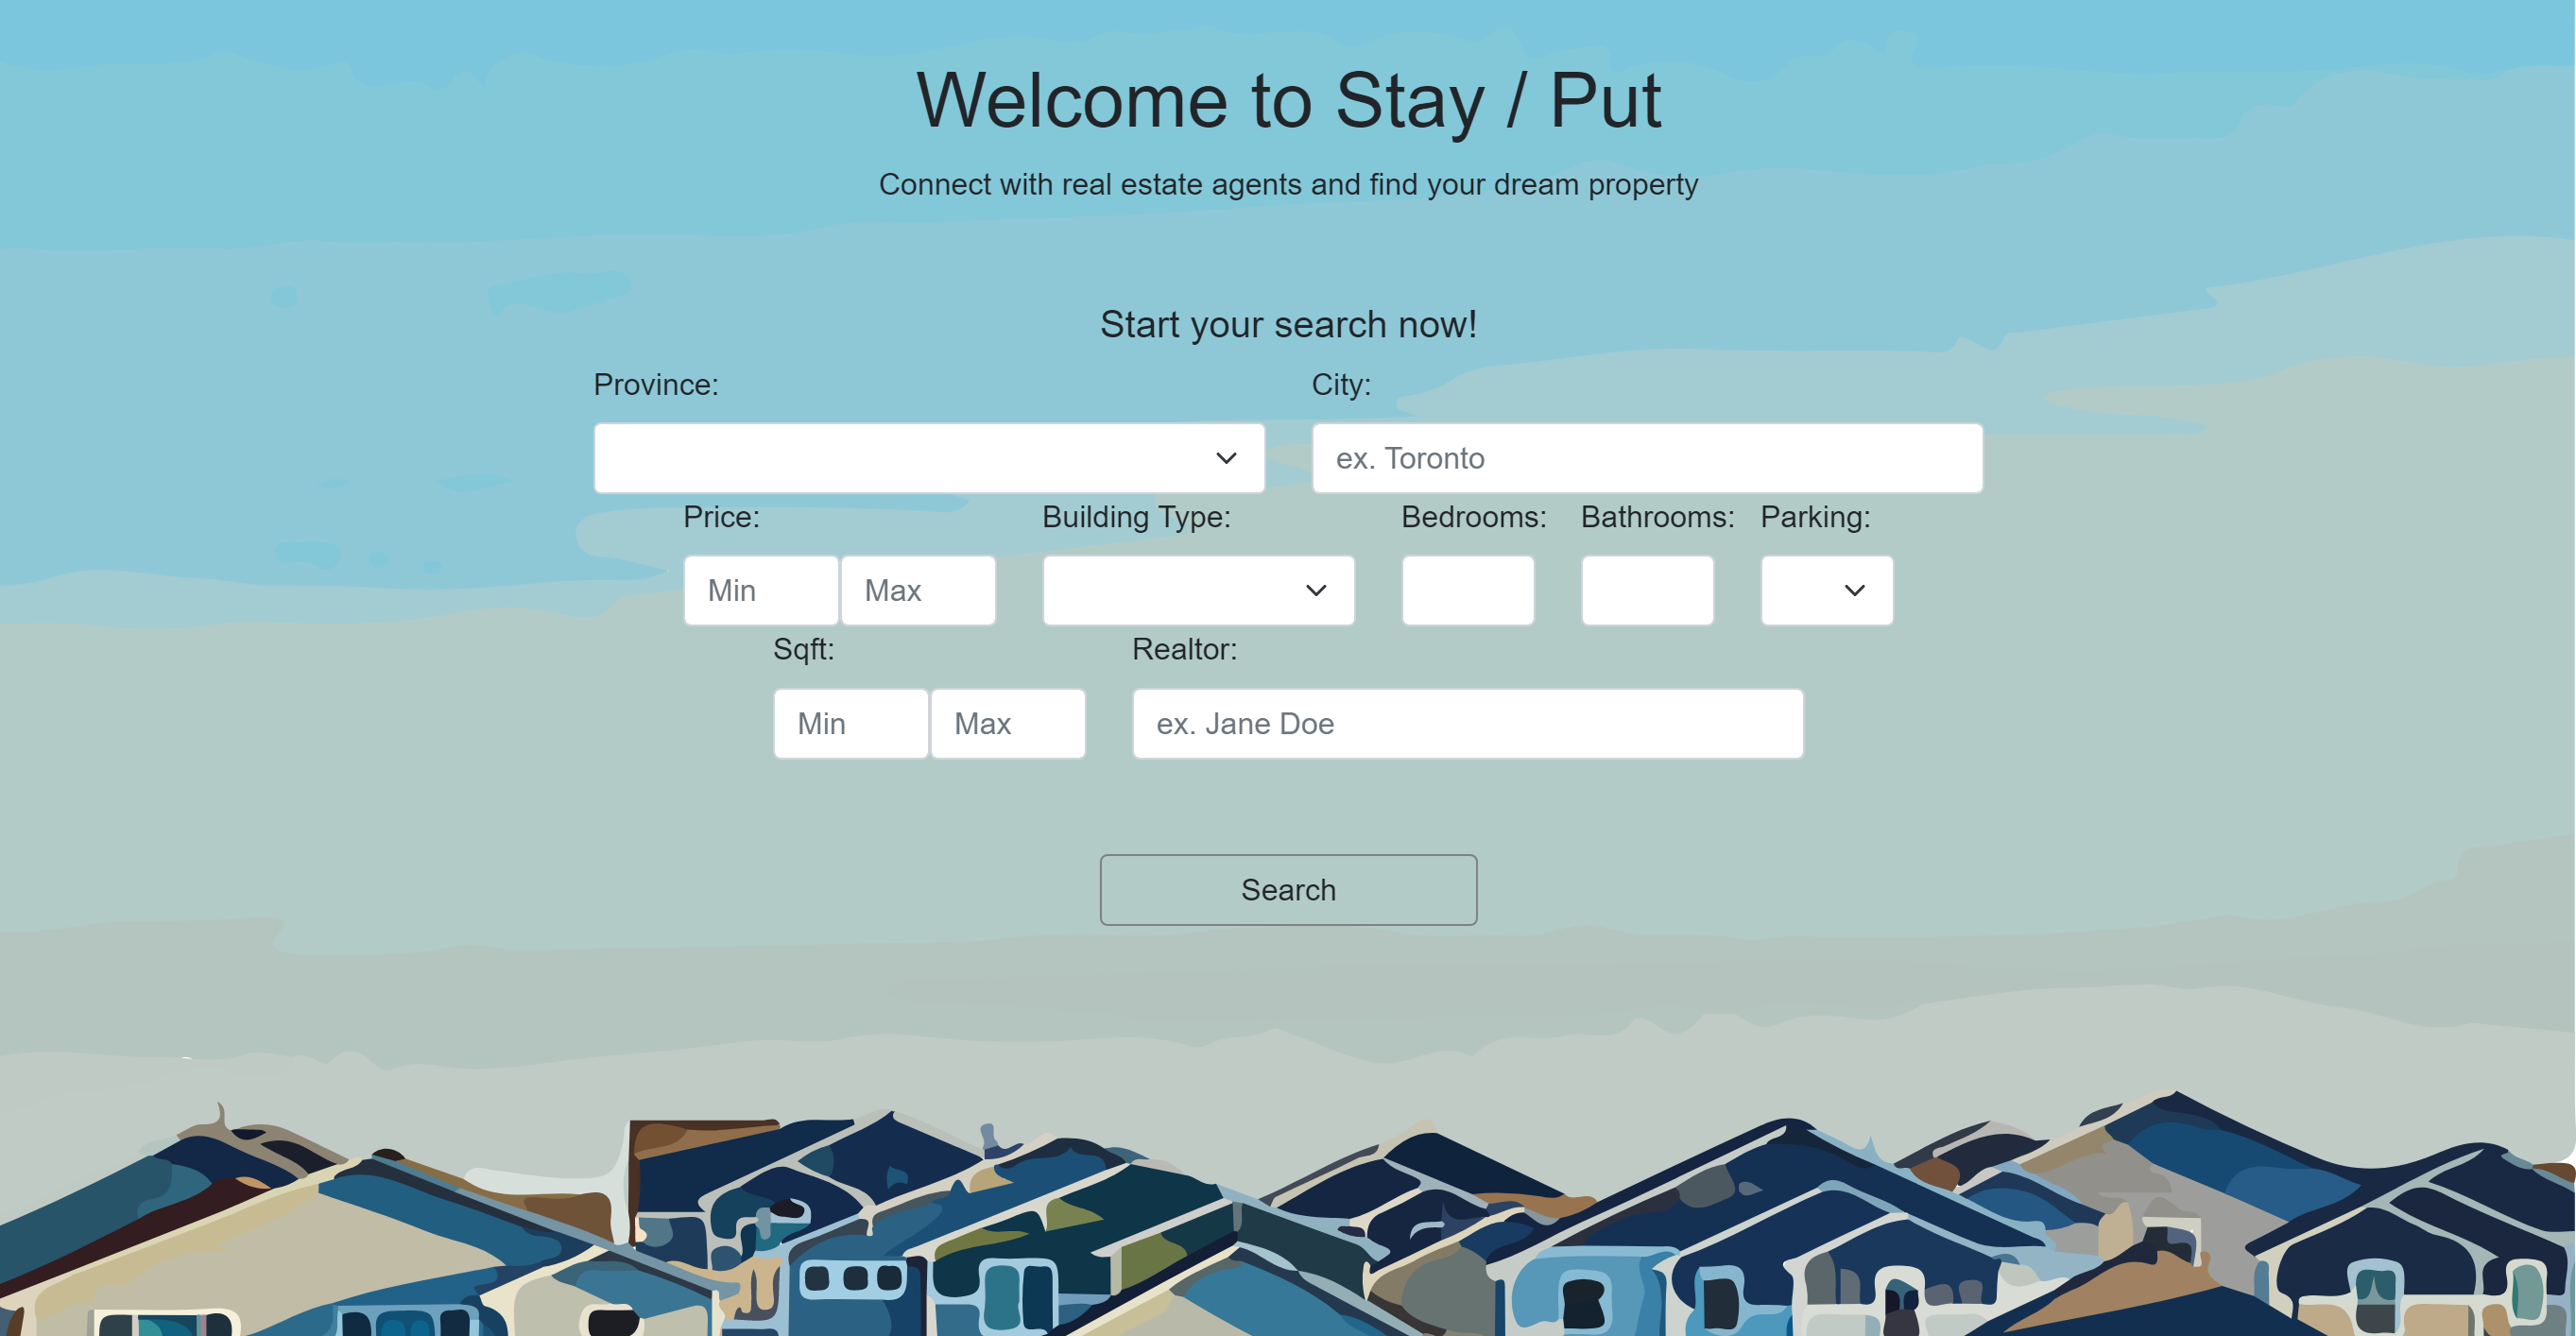 Welcome to Stay / Put
Connect with real estate agents and find your dream property
Start your search now!
Province: City:
ex. Toronto
Price: Building Type: Bedrooms: Bathrooms: Parking:
Min Max
Sqft: Realtor:
Min Max ex. Jane Doe
Search